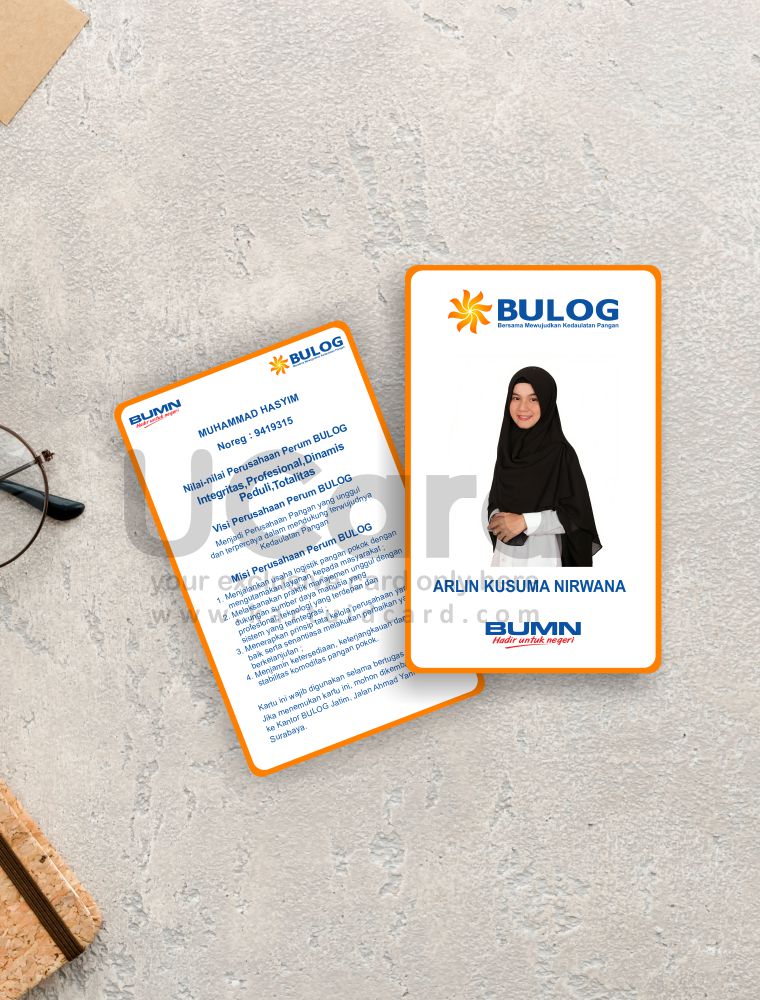 BULOG
Bersama Mewujudkan Kedaulatan Pangan
ARLIN KUSUMA NIRWANA
BUMN
Hadir untuk negeri
BULOG
Bersama Mewujudkan Kedaulatan Pangan
BUMN
Hadir untuk negeri
MUHAMMAD HASYIM
Noreg : 9419315
Nilai-nilai Perusahaan Perum BULOG
Integritas,Profesional,Dinamis
Peduli,Totalitas
Visi Perusahaan Perum BULOG
Menjadi Perusahaan Pangan yang unggul
dan terpercaya dalam mendukung terwujudnya
Kedaulatan Pangan
Misi Perusahaan Perum BULOG
1. Menjalankan usaha logistik pangan pokok dengan
mengutamakan layanan kepada masyarakat ;
2. Melaksanakan praktik manajemen unggul dengan
dukungan sumber daya manusia yang
profesional, teknologi yang terdepan dan
sistem yang terintegrasi ;
3. Menerapkan prinsip tata kelola perusahaan yang
baik serta senantiasa melakukan perbaikan
berkelanjutan ;
4. Menjamin ketersediaan, keterjangkauan dan
stabilitas komoditas pangan pokok.
Kartu ini wajib digunakan selama bertugas
Jika menemukan kartu ini, mohon
ke Kantor BULOG Jatim, Jalan Ahmad
Surabaya.
UCard
your exclusive card only here